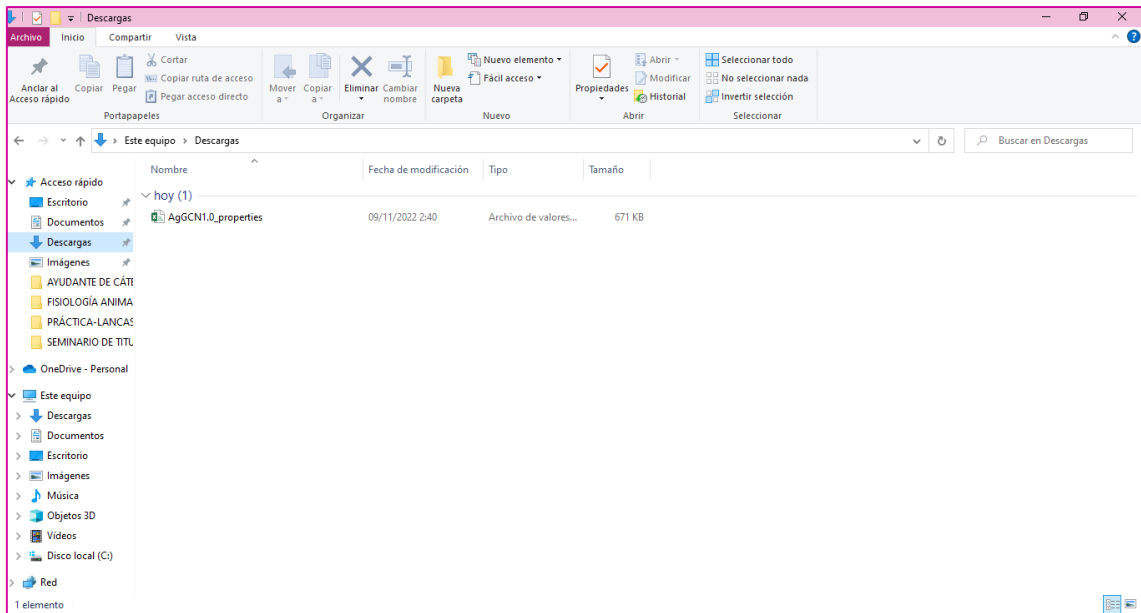 Descargas
Archivo Inicio Compartir Vista
Anclar al Acceso rápido
Copiar
Pegar
Cortar
Copiar ruta de acceso
Pegar acceso directo
Portapapeles
Mover a
Copiar a
Eliminar
Cambiar nombre
Organizar
Nueva carpeta
Nuevo elemento
Fácil acceso
Nuevo
Propiedades
Abrir
Modificar
Historial
Abrir
Seleccionar todo
No seleccionar nada
Invertir selección
Seleccionar
Este equipo > Descargas
Buscar en Descargas
Nombre Fecha de modificación Tipo Tamaño
hoy (1)
AgGCN1.0_properties 09/11/2022 2:40 Archivo de valores... 671 KB
Acceso rápido
Escritorio
Documentos
Descargas
Imágenes
AYUDANTE DE CÁTE
FISIOLOGÍA ANIMA
PRÁCTICA-LANCAS
SEMINARIO DE TITU
OneDrive - Personal
Este equipo
Descargas
Documentos
Escritorio
Imágenes
Música
Objetos 3D
Vídeos
Disco local (C:)
Red
1 elemento